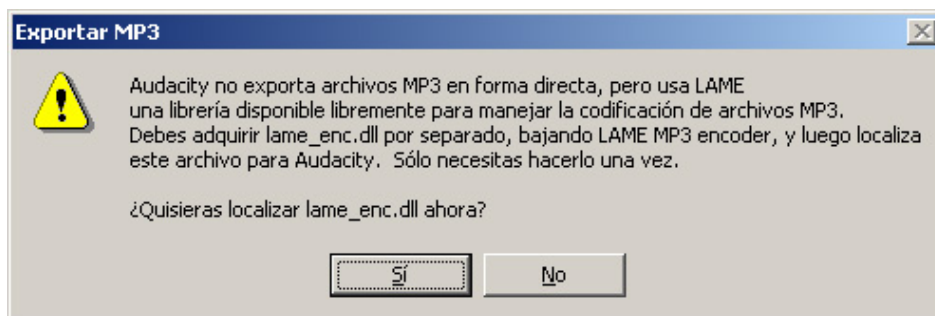 Exportar MP3
Audacity no exporta archivos MP3 en forma directa, pero usa LAME
una librería disponible libremente para manejar la codificación de archivos MP3.
Debes adquirir lame_enc.dll por separado, bajando LAME MP3 encoder, y luego localiza
este archivo para Audacity.  Sólo necesitas hacerlo una vez.
¿Quisieras localizar lame_enc.dll ahora?
Sí No